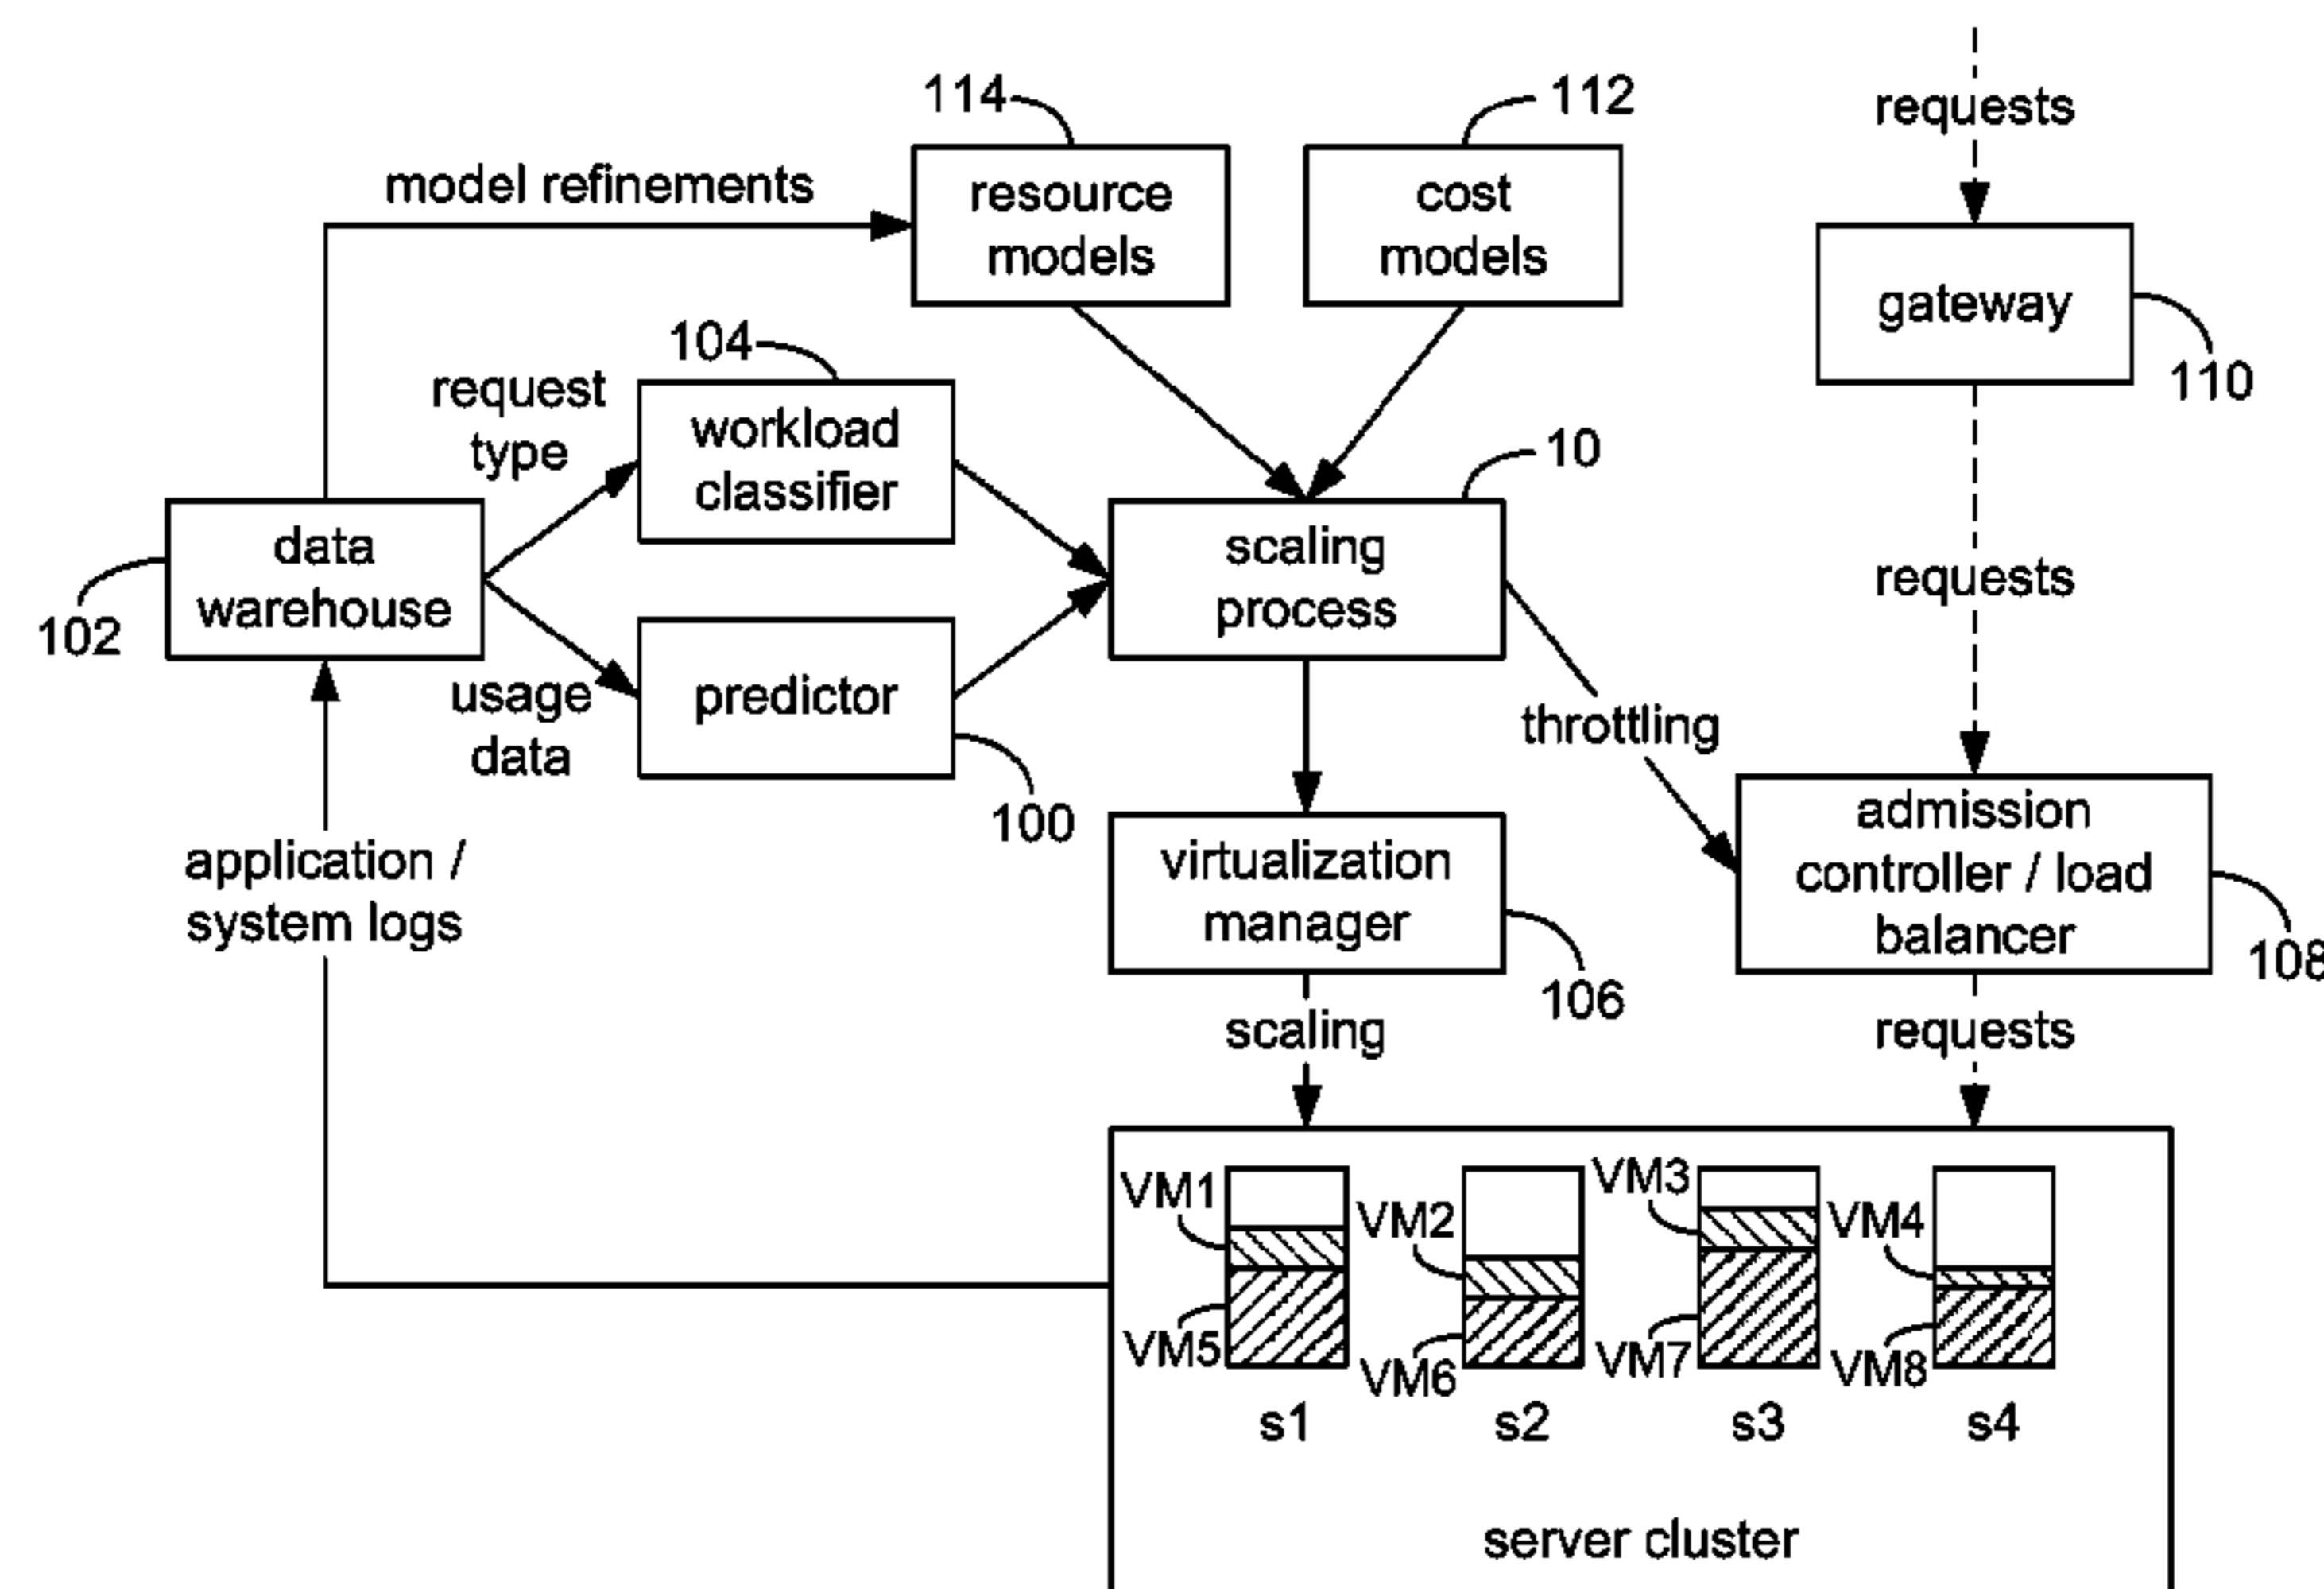 114
112
requests
model refinements
resource
models
cost
models
gateway
110
104
request
type
workload
classifier
10
data
warehouse
102
scaling
process
requests
usage
data
predictor
100
throttling
application /
system logs
virtualization
manager
106
admission
controller / load
balancer
108
scaling
requests
VM1
VM2
VM3
VM4
VM5
VM6
VM7
VM8
s1
s2
s3
s4
server cluster